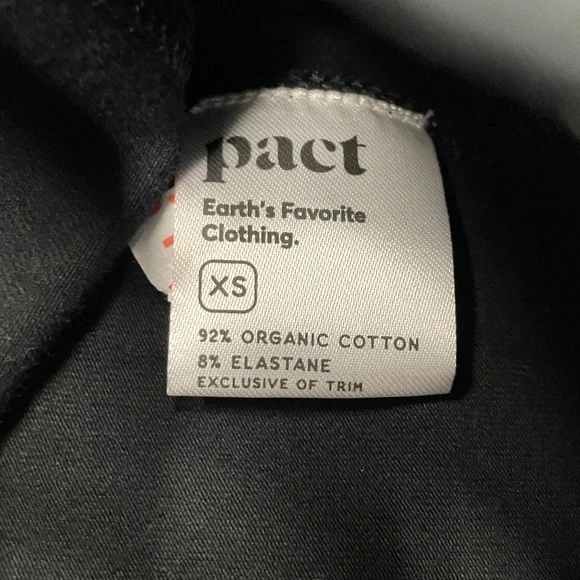 pact
Earth's Favorite
Clothing.
XS
92% ORGANIC COTTON
8% ELASTANE
EXCLUSIVE OF TRIM